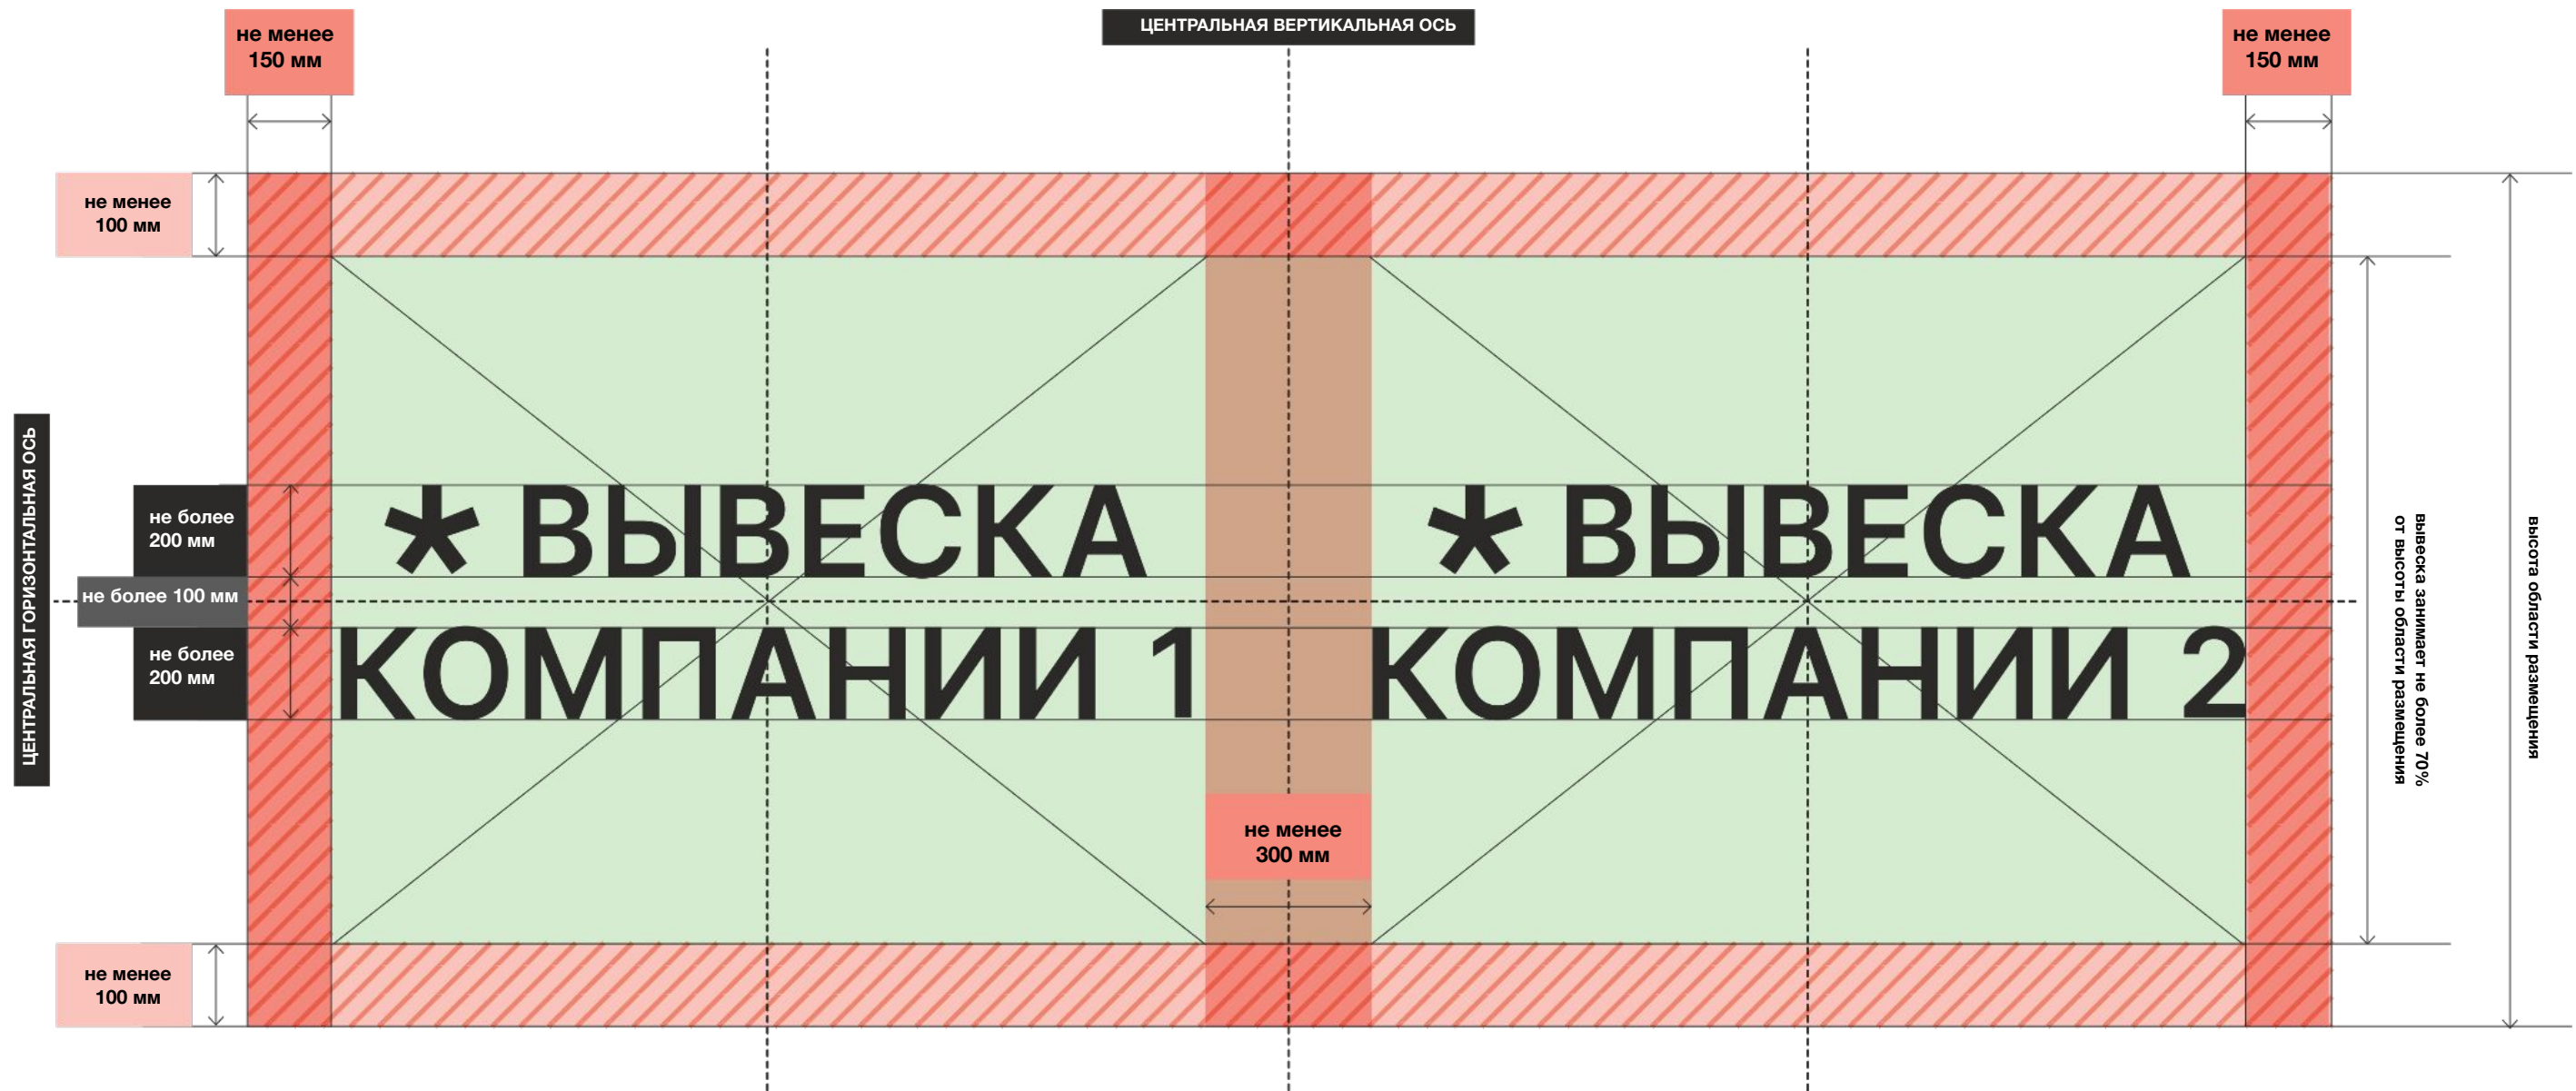 не менее
150 мм
ЦЕНТРАЛЬНАЯ ВЕРТИКАЛЬНАЯ ОСЬ
не менее
150 мм
не менее
100 мм
ЦЕНТРАЛЬНАЯ ГОРИЗОНТАЛЬНАЯ ОСЬ
не более
200 мм
не более 100 мм
не более
200 мм
* ВЫВЕСКА
КОМПАНИИ 1
* ВЫВЕСКА
КОМПАНИИ 2
вывеска занимает не более 70%
от высоты области размещения
высота области размещения
не менее
300 мм
не менее
100 мм